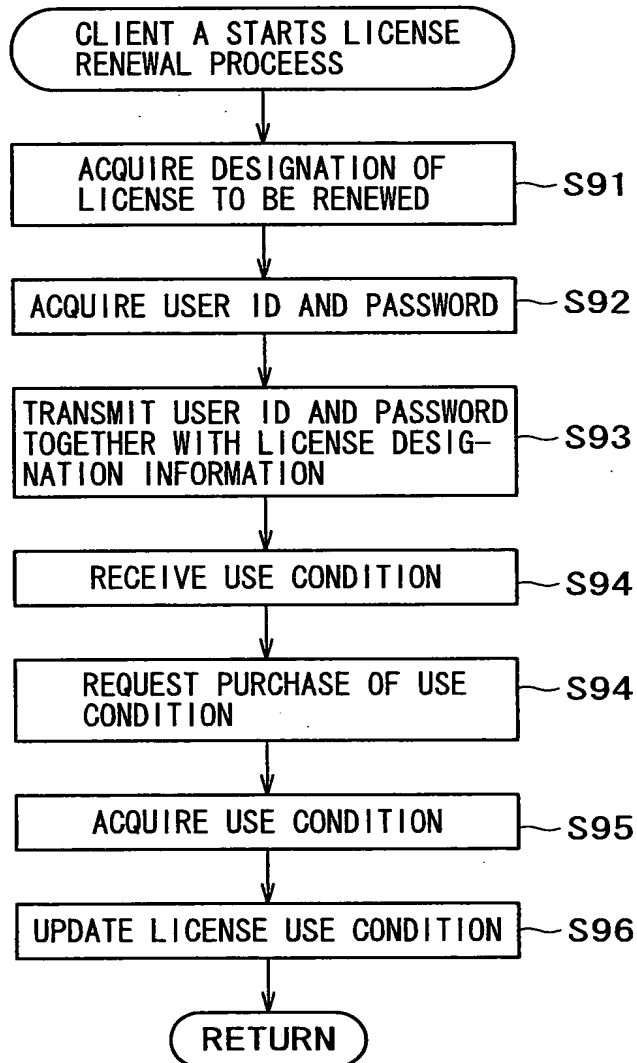 CLIENT A STARTS LICENSE
RENEWAL PROCEESS
ACQUIRE DESIGNATION OF
LICENSE TO BE RENEWED
S91
ACQUIRE USER ID AND PASSWORD
S92
TRANSMIT USER ID AND PASSWORD
TOGETHER WITH LICENSE DESIG-
NATION INFORMATION
S93
RECEIVE USE CONDITION
S94
REQUEST PURCHASE OF USE
CONDITION
S94
ACQUIRE USE CONDITION
S95
UPDATE LICENSE USE CONDITION
S96
RETURN